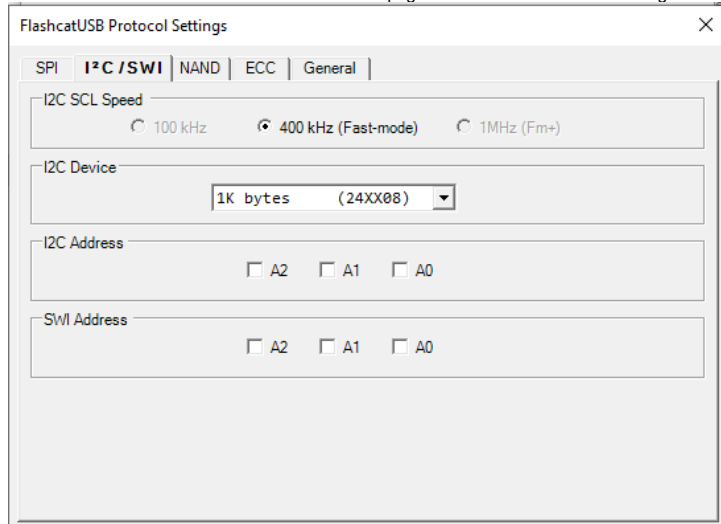 FlashcatUSB Protocol Settings
SPI I²C/SWI NAND ECC General
I2C SCL Speed
100 kHz 400 kHz (Fast-mode) 1MHz (Fm+)
I2C Device
1K bytes (24XX08)
I2C Address
A2 A1 A0
SWI Address
A2 A1 A0